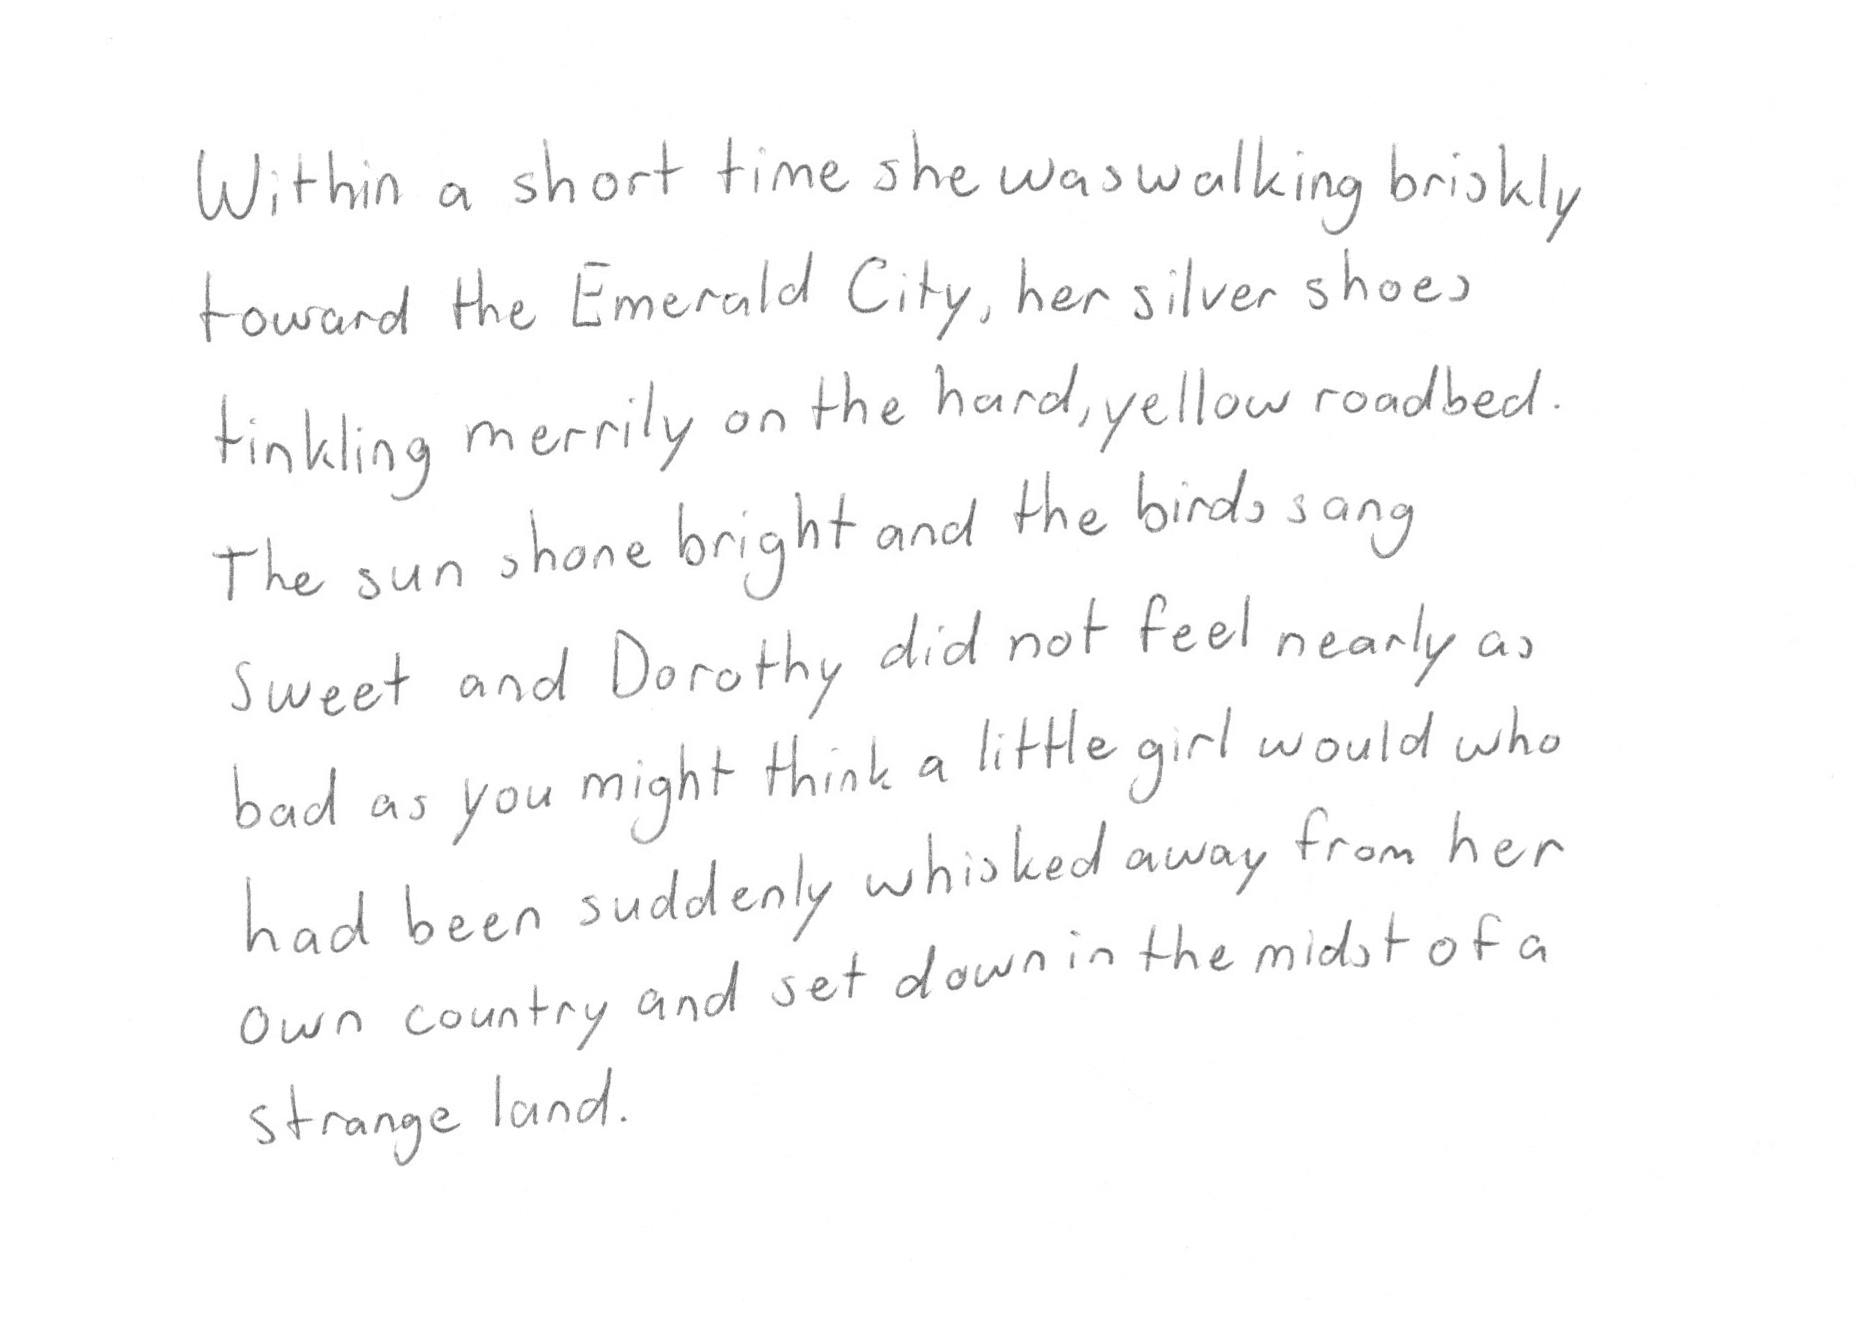 Within a short time she was walking briskly
toward the Emerald City, her silver shoes
tinkling merrily on the hard, yellow roadbed.
The sun shone bright and the birds sang
sweet and Dorothy did not feel nearly as
bad as you might think a little girl would who
had been suddenly whisked away from her
own country and set down in the midst of a
strange land.